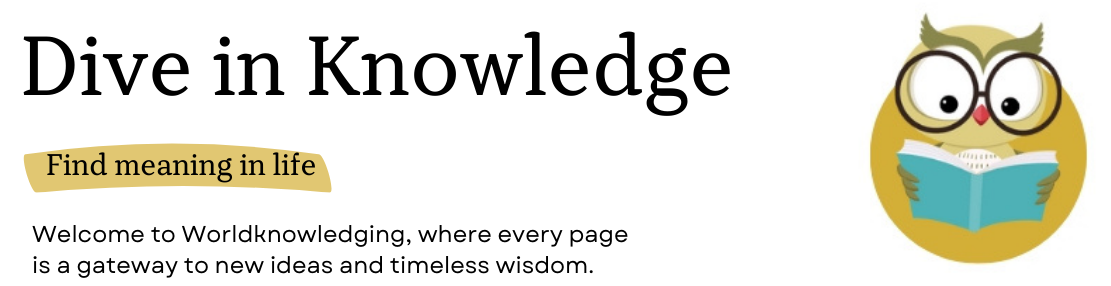 Dive in Knowledge
Find meaning in life
Welcome to Worldknowledging, where every page
is a gateway to new ideas and timeless wisdom.